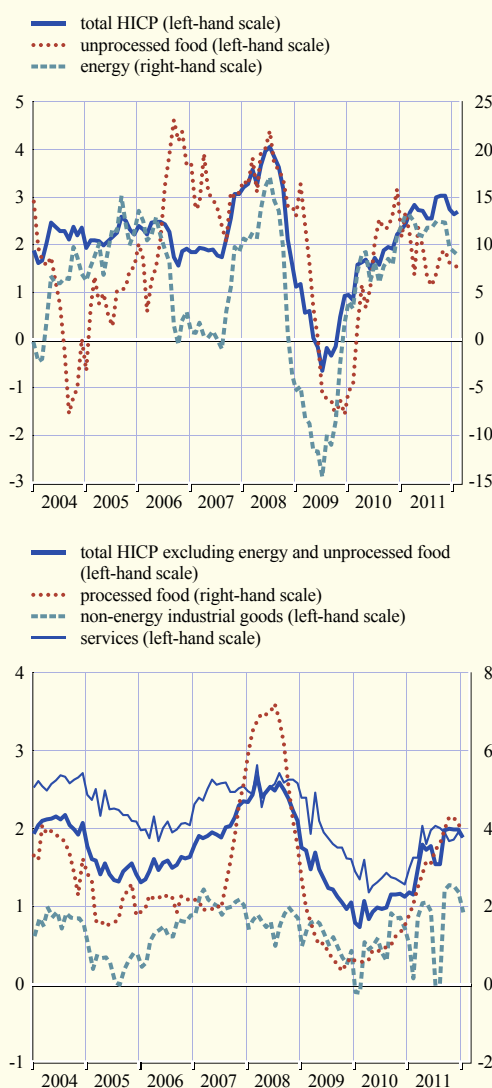 total HICP (left-hand scale)
unprocessed food (left-hand scale)
energy (right-hand scale)
5 25
4 20
3 15
2 10
1 5
0 0
-1 -5
-2 -10
-3 -15
2004 2005 2006 2007 2008 2009 2010 2011
total HICP excluding energy and unprocessed food
(left-hand scale)
processed food (right-hand scale)
non-energy industrial goods (left-hand scale)
services (left-hand scale)
4 8
3 6
2 4
1 2
0 0
-1 -2
2004 2005 2006 2007 2008 2009 2010 2011